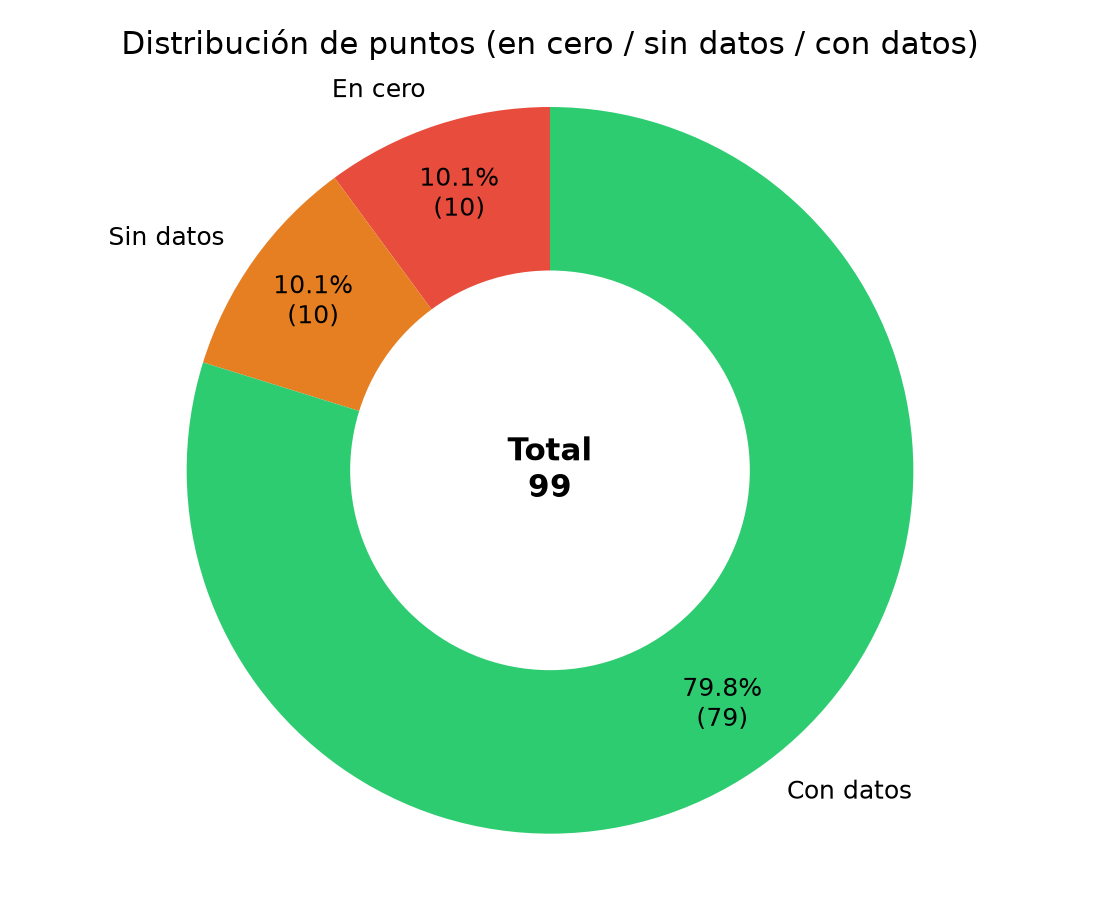 Distribución de puntos (en cero / sin datos / con datos)
En cero
10.1%
(10)
Sin datos
10.1%
(10)
Total
99
79.8%
(79)
Con datos